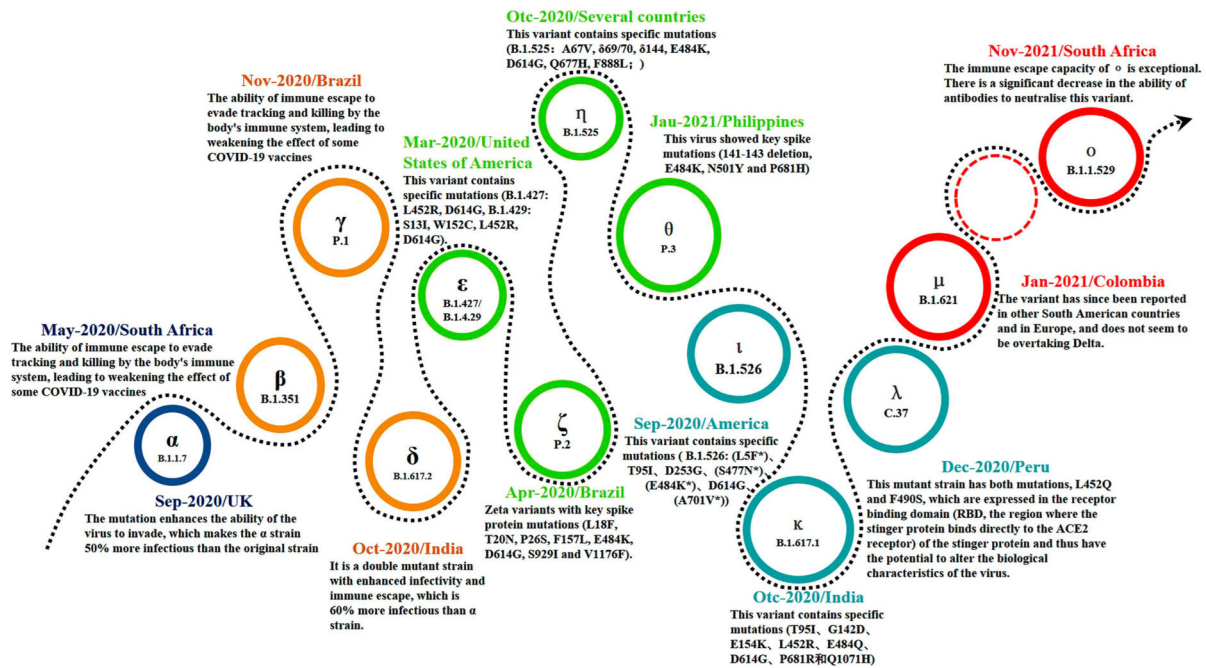 May-2020/South Africa
The ability of immune escape to evade
tracking and killing by the body's immune
system, leading to weakening the effect of
some COVID-19 vaccines
α
B.1.1.7
Sep-2020/UK
The mutation enhances the ability of the
virus to invade, which makes the α strain
50% more infectious than the original strain
β
B.1.351
Nov-2020/Brazil
The ability of immune escape to
evade tracking and killing by the
body's immune system, leading to
weakening the effect of some
COVID-19 vaccines
γ
P.1
δ
B.1.617.2
Oct-2020/India
It is a double mutant strain
with enhanced infectivity and
immune escape, which is
60% more infectious than α
strain.
Mar-2020/United
States of America
This variant contains
specific mutations (B.1.427:
L452R, D614G, B.1.429:
S13I, W152C, L452R,
D614G).
ε
B.1.427/
B.1.4.29
ζ
P.2
Apr-2020/Brazil
Zeta variants with key spike
protein mutations (L18F,
T20N, P26S, F157L, E484K,
D614G, S929I and V1176F).
Otc-2020/Several countries
This variant contains specific mutations
(B.1.525：A67V, δ69/70, δ144, E484K,
D614G, Q677H, F888L；)
η
B.1.525
Jau-2021/Philippines
This virus showed key spike
mutations (141-143 deletion,
E484K, N501Y and P681H)
θ
P.3
ι
B.1.526
Sep-2020/America
This variant contains specific
mutations ( B.1.526: (L5F*)、
T95I、D253G、(S477N*)、
(E484K*)、D614G、
(A701V*))
κ
B.1.617.1
Otc-2020/India
This variant contains specific
mutations (T95I、G142D、
E154K、L452R、E484Q、
D614G、P681R和Q1071H)
λ
C.37
Dec-2020/Peru
This mutant strain has both mutations, L452Q
and F490S, which are expressed in the receptor
binding domain (RBD, the region where the
stinger protein binds directly to the ACE2
receptor) of the stinger protein and thus have
the potential to alter the biological
characteristics of the virus.
μ
B.1.621
Jan-2021/Colombia
The variant has since been reported
in other South American countries
and in Europe, and does not seem to
be overtaking Delta.
Nov-2021/South Africa
The immune escape capacity of ο is exceptional.
There is a significant decrease in the ability of
antibodies to neutralise this variant.
ο
B.1.1.529